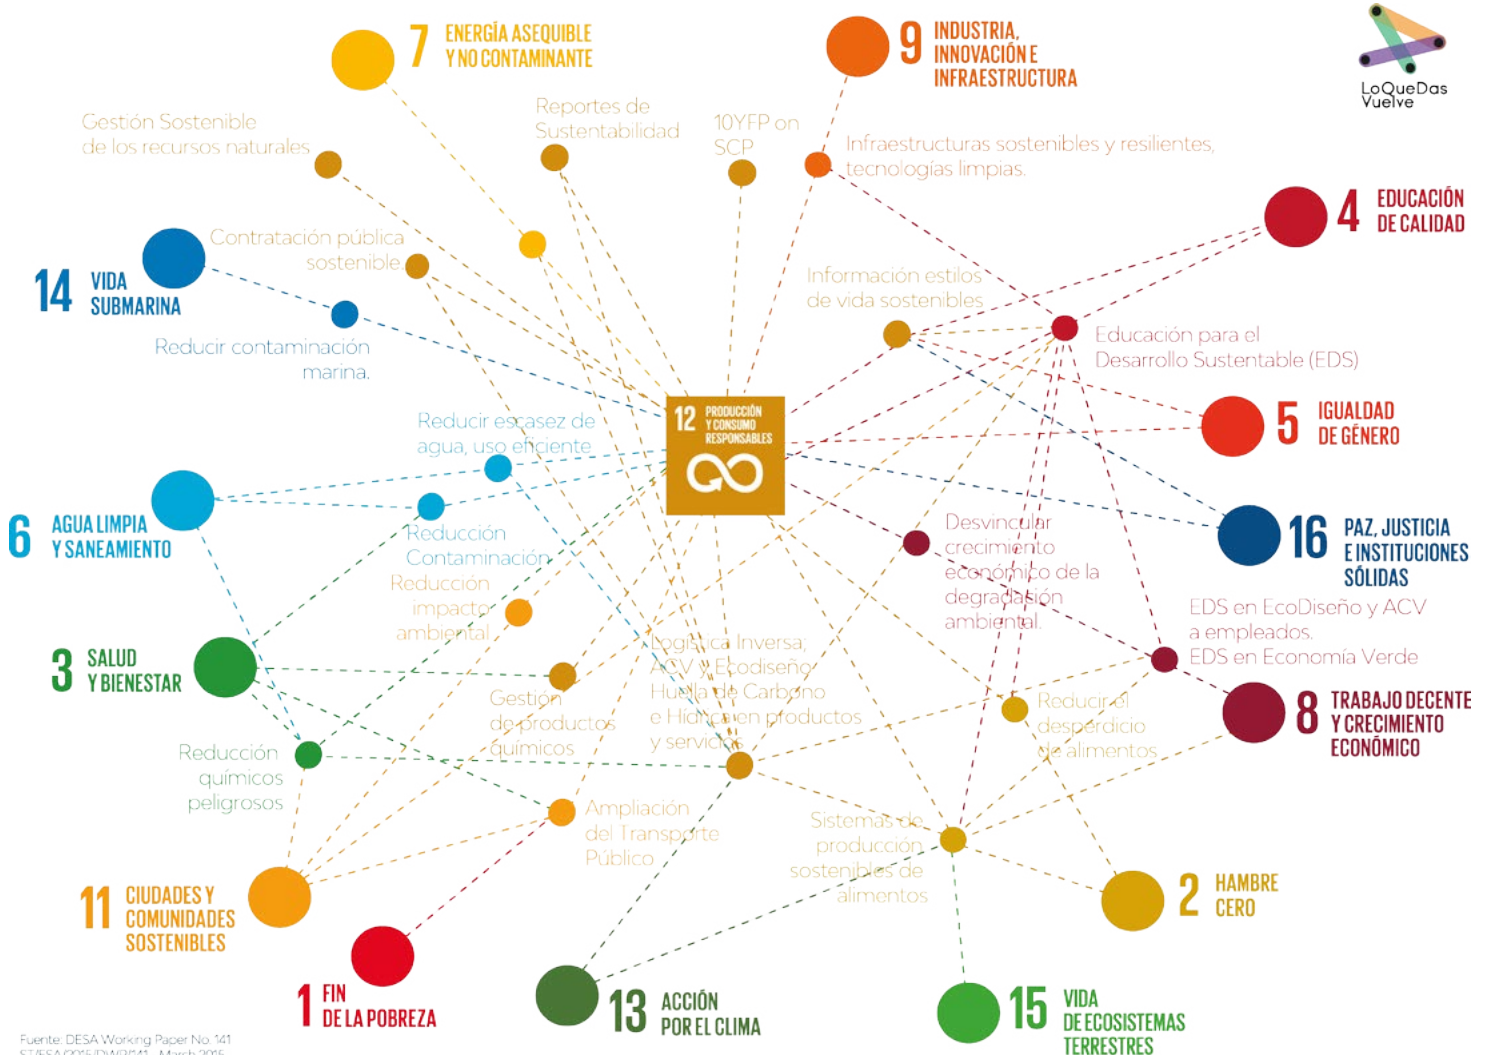 7 ENERGÍA ASEQUIBLE
Y NO CONTAMINANTE
9 INDUSTRIA,
INNOVACIÓN E
INFRAESTRUCTURA
LoQueDas
Vuelve
Gestión Sostenible
de los recursos naturales
Reportes de
Sustentabilidad
10YFP on
SCP
Infraestructuras sostenibles y resilientes,
tecnologías limpias.
4 EDUCACIÓN
DE CALIDAD
Contratación pública
sostenible.
14 VIDA
SUBMARINA
Información estilos
de vida sostenibles
Reducir contaminación
marina.
Educación para el
Desarrollo Sustentable (EDS)
12 PRODUCCIÓN
Y CONSUMO
RESPONSABLES
5 IGUALDAD
DE GÉNERO
Reducir escasez de
agua, uso eficiente
6 AGUA LIMPIA
Y SANEAMIENTO
Reducción
Contaminación
Desvincular
crecimiento
económico de la
degradación
ambiental.
16 PAZ, JUSTICIA
E INSTITUCIONES
SÓLIDAS
Reducción
impacto
ambiental
EDS en EcoDiseño y ACV
a empleados.
EDS en Economía Verde
3 SALUD
Y BIENESTAR
Logística Inversa;
ACV y Ecodiseño
Huella de Carbono
e Hídrica en productos
y servicios
Gestión
de productos
químicos
Reducir el
desperdicio
de alimentos
8 TRABAJO DECENTE
Y CRECIMIENTO
ECONÓMICO
Reducción
químicos
peligrosos
Ampliación
del Transporte
Público
Sistemas de
producción
sostenibles de
alimentos
11 CIUDADES Y
COMUNIDADES
SOSTENIBLES
2 HAMBRE
CERO
1 FIN
DE LA POBREZA
13 ACCIÓN
POR EL CLIMA
15 VIDA
DE ECOSISTEMAS
TERRESTRES
Fuente: DESA Working Paper No. 141
ST/ESA/2015/DWP/141 - March 2015